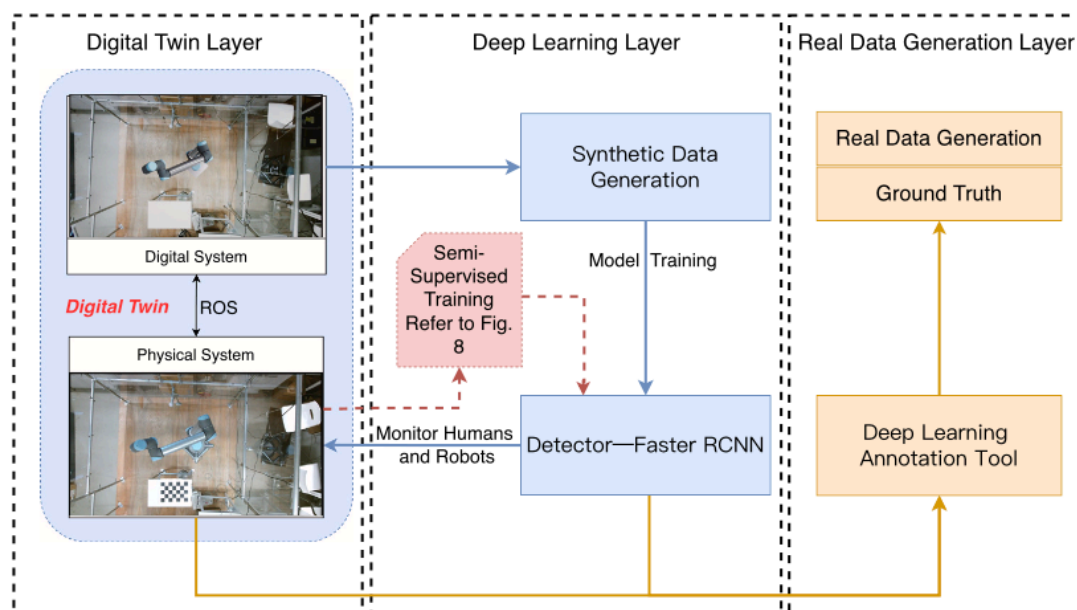 Digital Twin Layer
Deep Learning Layer
Real Data Generation Layer
Digital System
Digital Twin
ROS
Physical System
Synthetic Data
Generation
Model Training
Semi-
Supervised
Training
Refer to Fig.
8
Monitor Humans
and Robots
Detector—Faster RCNN
Real Data Generation
Ground Truth
Deep Learning
Annotation Tool